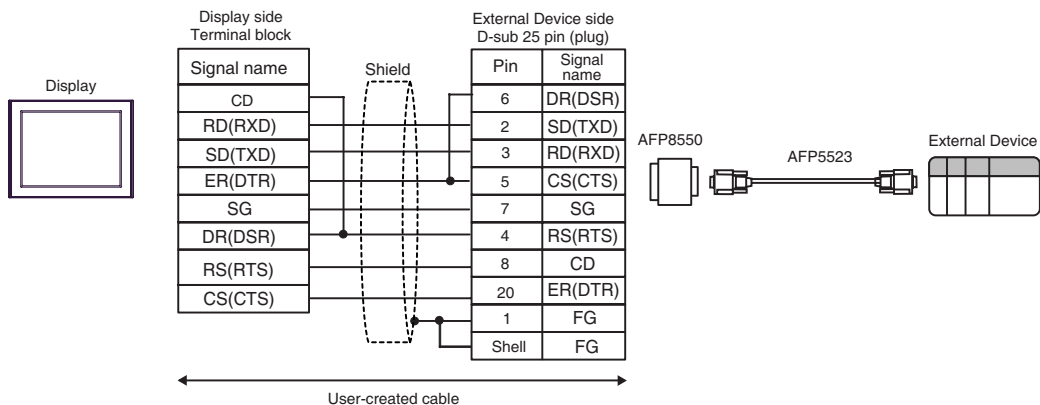 Display
Display side
Terminal block
Signal name
CD
RD(RXD)
SD(TXD)
ER(DTR)
SG
DR(DSR)
RS(RTS)
CS(CTS)
Shield
External Device side
D-sub 25 pin (plug)
Pin Signal name
6 DR(DSR)
2 SD(TXD)
3 RD(RXD)
5 CS(CTS)
7 SG
4 RS(RTS)
8 CD
20 ER(DTR)
1 FG
Shell FG
User-created cable
AFP8550
AFP5523
External Device